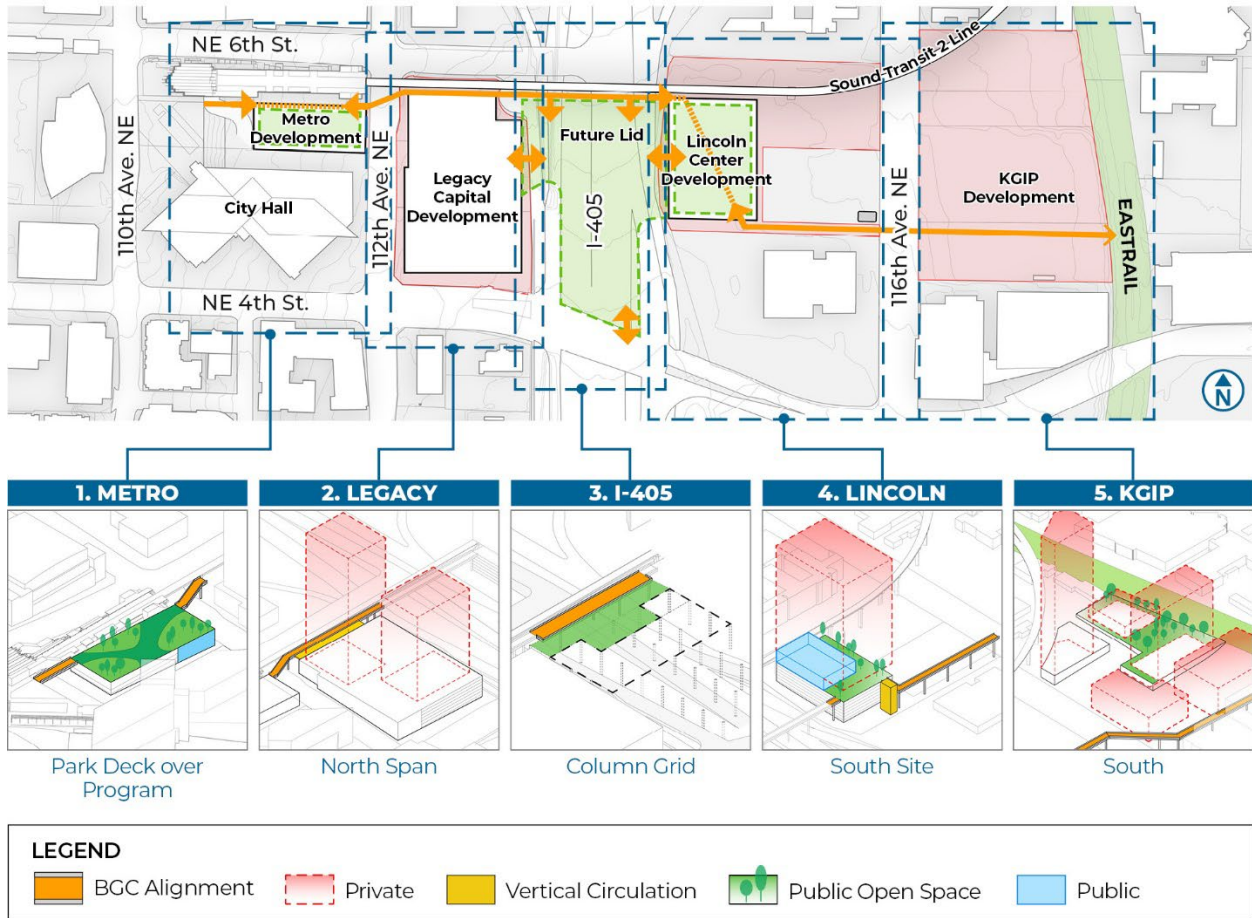 NE 6th St.
Sound Transit 2 Line
110th Ave. NE
Metro
Development
112th Ave. NE
Future Lid
Lincoln
Center
Development
Legacy
Capital
Development
I-405
KGIP
Development
City Hall
116th Ave. NE
EASTRAIL
NE 4th St.
N
1. METRO
2. LEGACY
3. I-405
4. LINCOLN
5. KGIP
Park Deck over
Program
North Span
Column Grid
South Site
South
LEGEND
BGC Alignment
Private
Vertical Circulation
Public Open Space
Public